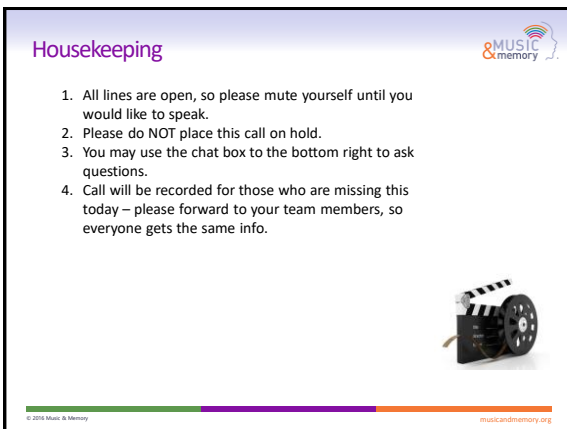 Housekeeping
&MUSIC
memory
1. All lines are open, so please mute yourself until you
would like to speak.
2. Please do NOT place this call on hold.
3. You may use the chat box to the bottom right to ask
questions.
4. Call will be recorded for those who are missing this
today – please forward to your team members, so
everyone gets the same info.
© 2016 Music & Memory
musicandmemory.org